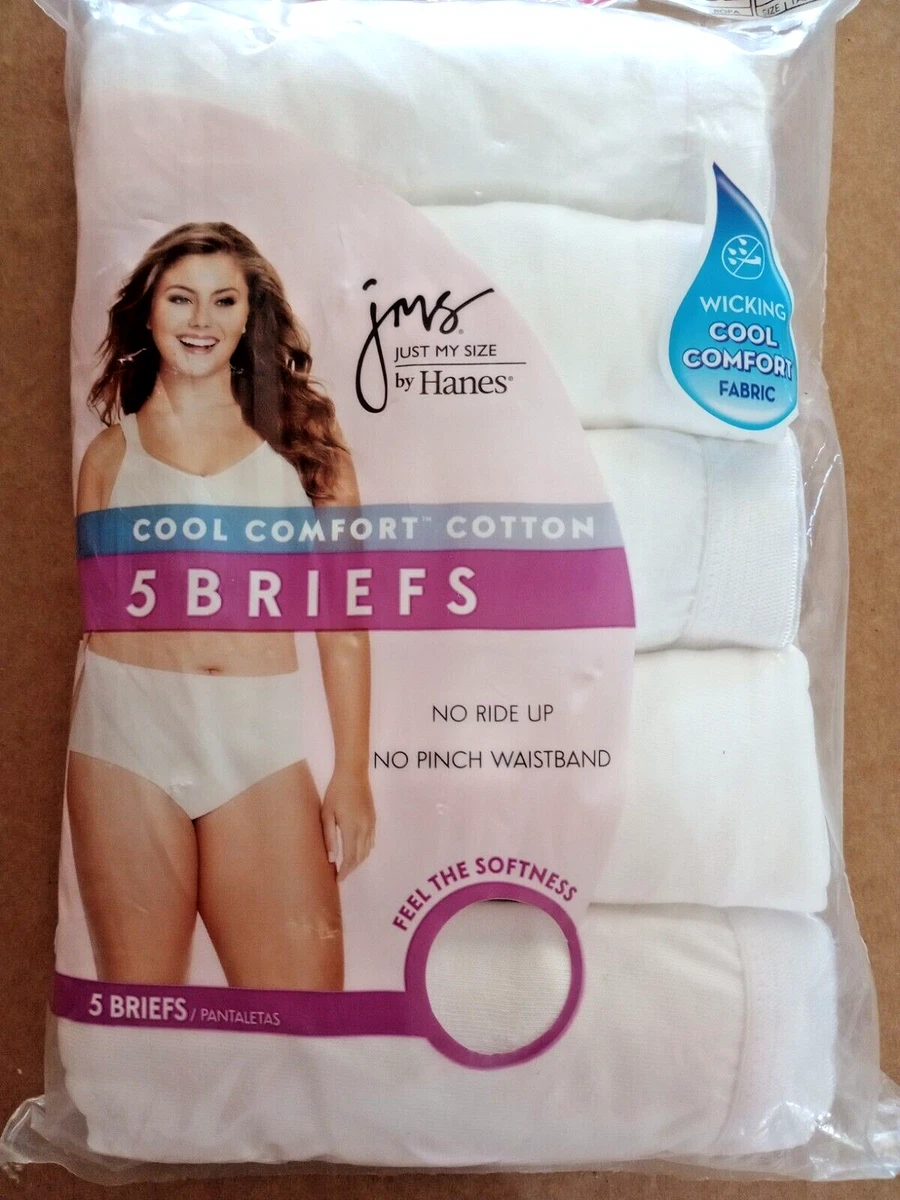 SIZE
jms®
JUST MY SIZE
by Hanes®
WICKING
COOL
COMFORT
FABRIC
COOL COMFORT™ COTTON
5 BRIEFS
NO RIDE UP
NO PINCH WAISTBAND
FEEL THE SOFTNESS
5 BRIEFS / PANTALETAS